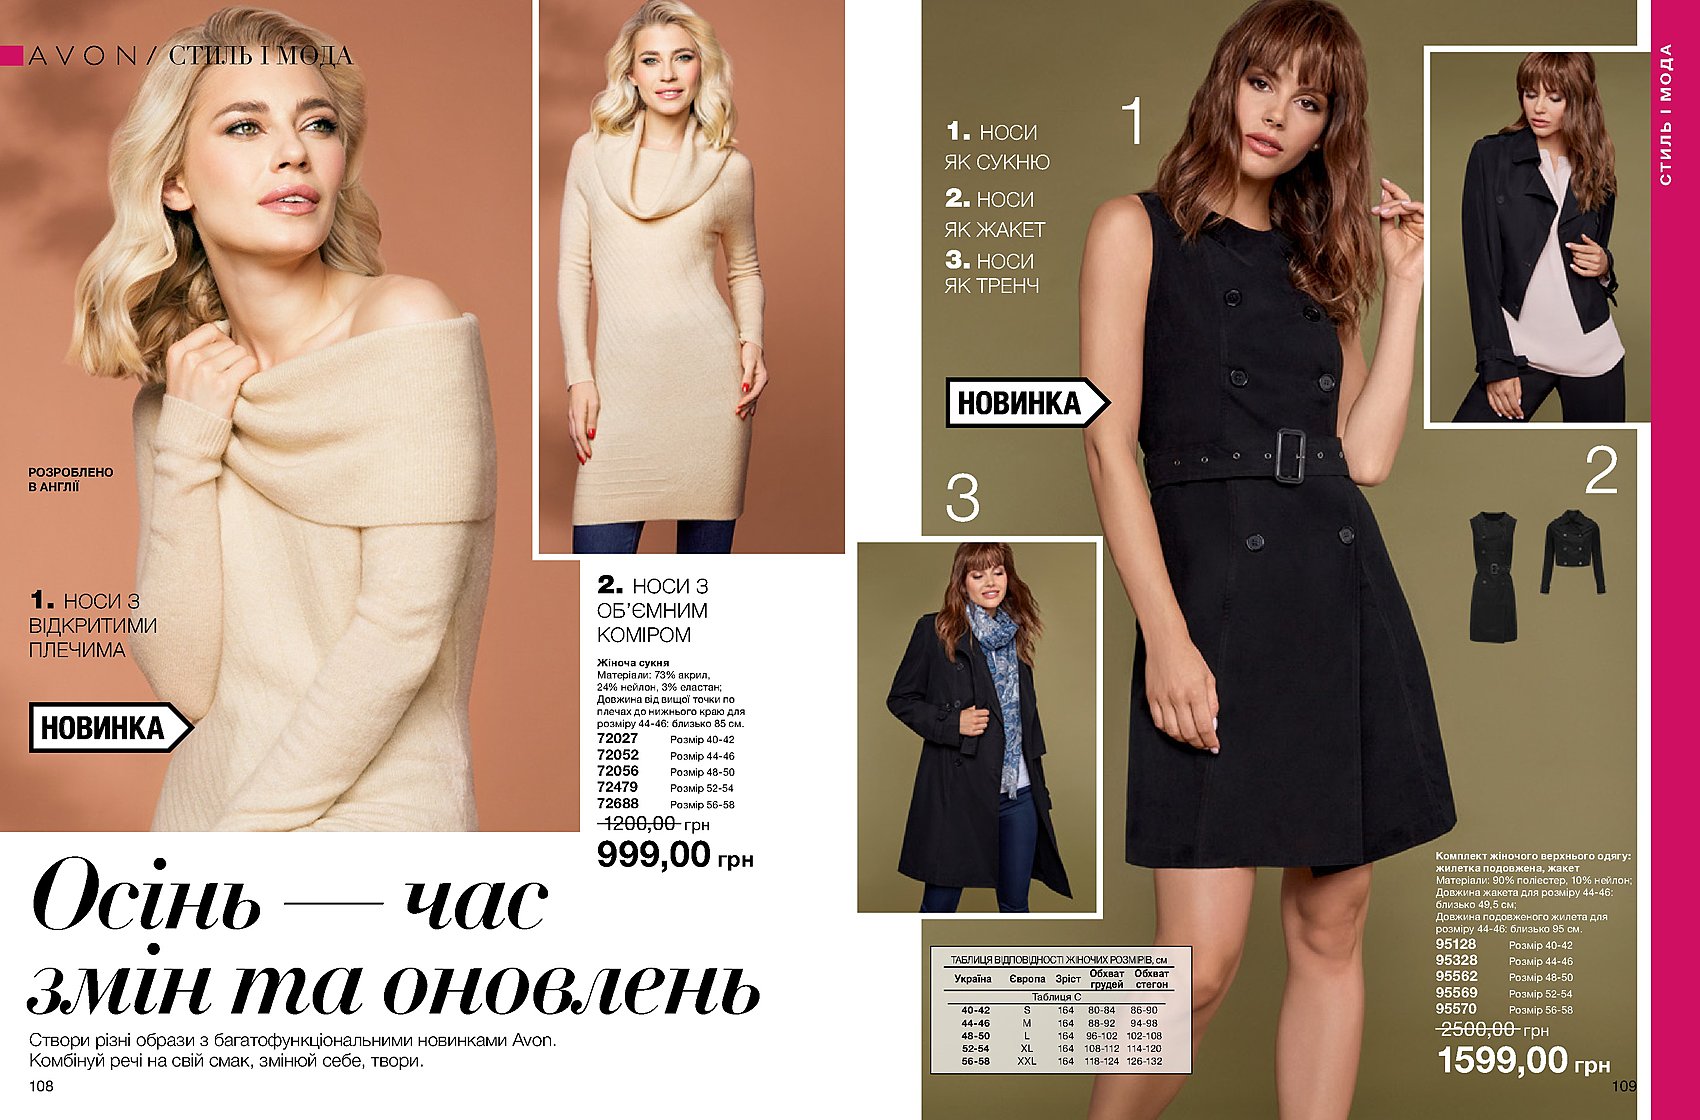 AVON / СТИЛЬ І МОДА
РОЗРОБЛЕНО
В АНГЛІЇ
1. НОСИ З
ВІДКРИТИМИ
ПЛЕЧИМА
НОВИНКА
2. НОСИ З
ОБ’ЄМНИМ
КОМІРОМ
Жіноча сукня
Матеріали: 73% акрил,
24% нейлон, 3% еластан;
Довжина від вищої точки по
плечах до нижнього краю для
розміру 44-46: близько 85 см.
72027 Розмір 40-42
72052 Розмір 44-46
72056 Розмір 48-50
72479 Розмір 52-54
72688 Розмір 56-58
1200,00 грн
999,00 грн
Осінь — час
змін та оновлень
Створи різні образи з багатофункціональними новинками Avon.
Комбінуй речі на свій смак, змінюй себе, твори.
108
1. НОСИ
ЯК СУКНЮ
2. НОСИ
ЯК ЖАКЕТ
3. НОСИ
ЯК ТРЕНЧ
1
НОВИНКА
3
2
СТИЛЬ І МОДА
ТАБЛИЦЯ ВІДПОВІДНОСТІ ЖІНОЧИХ РОЗМІРІВ, см
Україна Європа Зріст Обхват грудей Обхват стегон
Таблиця С
40-42 S 164 80-84 86-90
44-46 M 164 88-92 94-98
48-50 L 164 96-102 102-108
52-54 XL 164 108-112 114-120
56-58 XXL 164 118-124 126-132
Комплект жіночого верхнього одягу:
жилетка подовжена, жакет
Матеріали: 90% поліестер, 10% нейлон;
Довжина жакета для розміру 44-46:
близько 49,5 см;
Довжина подовженого жилета для
розміру 44-46: близько 95 см.
95128 Розмір 40-42
95328 Розмір 44-46
95562 Розмір 48-50
95569 Розмір 52-54
95570 Розмір 56-58
2500,00 грн
1599,00 грн
109